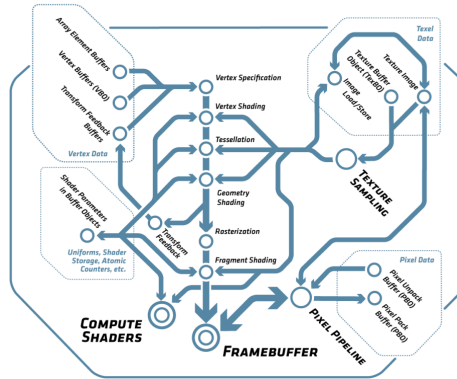 Array Element Buffers
Vertex Buffers (VBO)
Transform Feedback
Buffers
Vertex Data
Vertex Specification
Vertex Shading
Tessellation
Geometry
Shading
Transform
Feedback
Rasterization
Fragment Shading
Texel
Data
Texture Image
Texture Buffer
Object (TexBO)
Image
Load/Store
Texture
Sampling
Shader Parameters
in Buffer Objects
Uniforms, Shader
Storage, Atomic
Counters, etc.
Pixel Data
Pixel Unpack
Buffer (PBO)
Pixel Pack
Buffer (PBO)
Pixel Pipeline
Compute
Shaders
Framebuffer